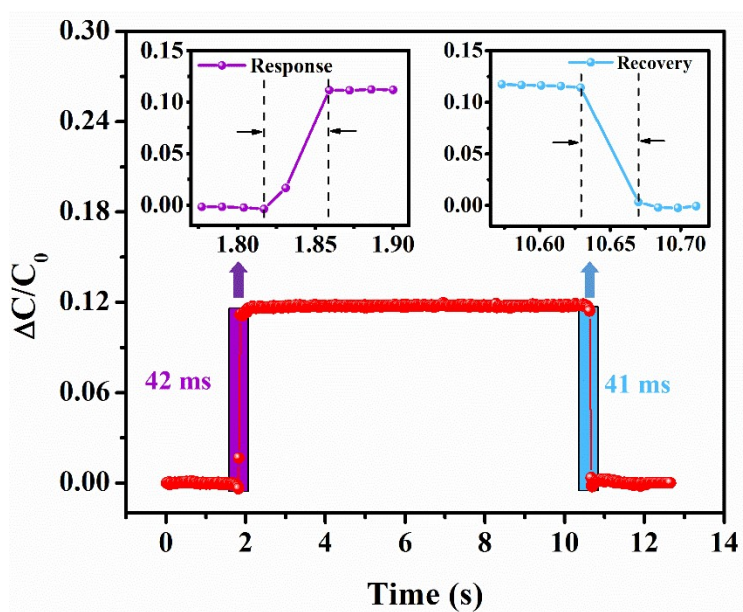 ΔC/C₀
0.30
0.24
0.18
0.12
0.06
0.00
0 2 4 6 8 10 12 14
Time (s)
42 ms
41 ms
Response
0.15
0.10
0.05
0.00
1.80 1.85 1.90
Recovery
0.15
0.10
0.05
0.00
10.60 10.65 10.70